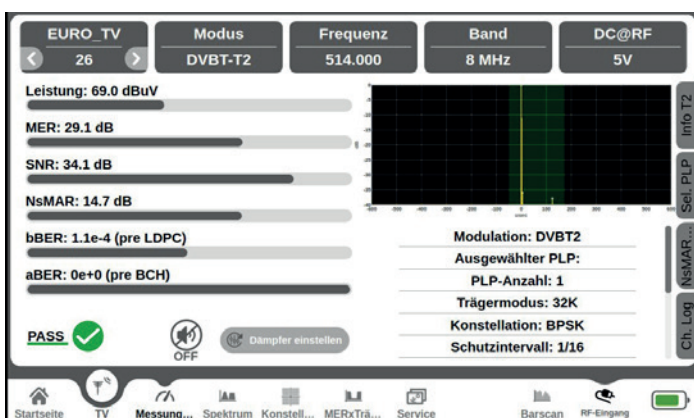 EURO_TV
26
Modus
DVBT-T2
Frequenz
514.000
Band
8 MHz
DC@RF
5V
Leistung: 69.0 dBuV
MER: 29.1 dB
SNR: 34.1 dB
NsMAR: 14.7 dB
bBER: 1.1e-4 (pre LDPC)
aBER: 0e+0 (pre BCH)
PASS
OFF
Dämpfer einstellen
Modulation: DVBT2
Ausgewählter PLP:
PLP-Anzahl: 1
Trägermodus: 32K
Konstellation: BPSK
Schutzintervall: 1/16
Info T2
Sel. PLP
NsMAR...
Ch. Log
Startseite
TV
Messung...
Spektrum
Konstell...
MERxTrä...
Service
Barscan
RF-Eingang